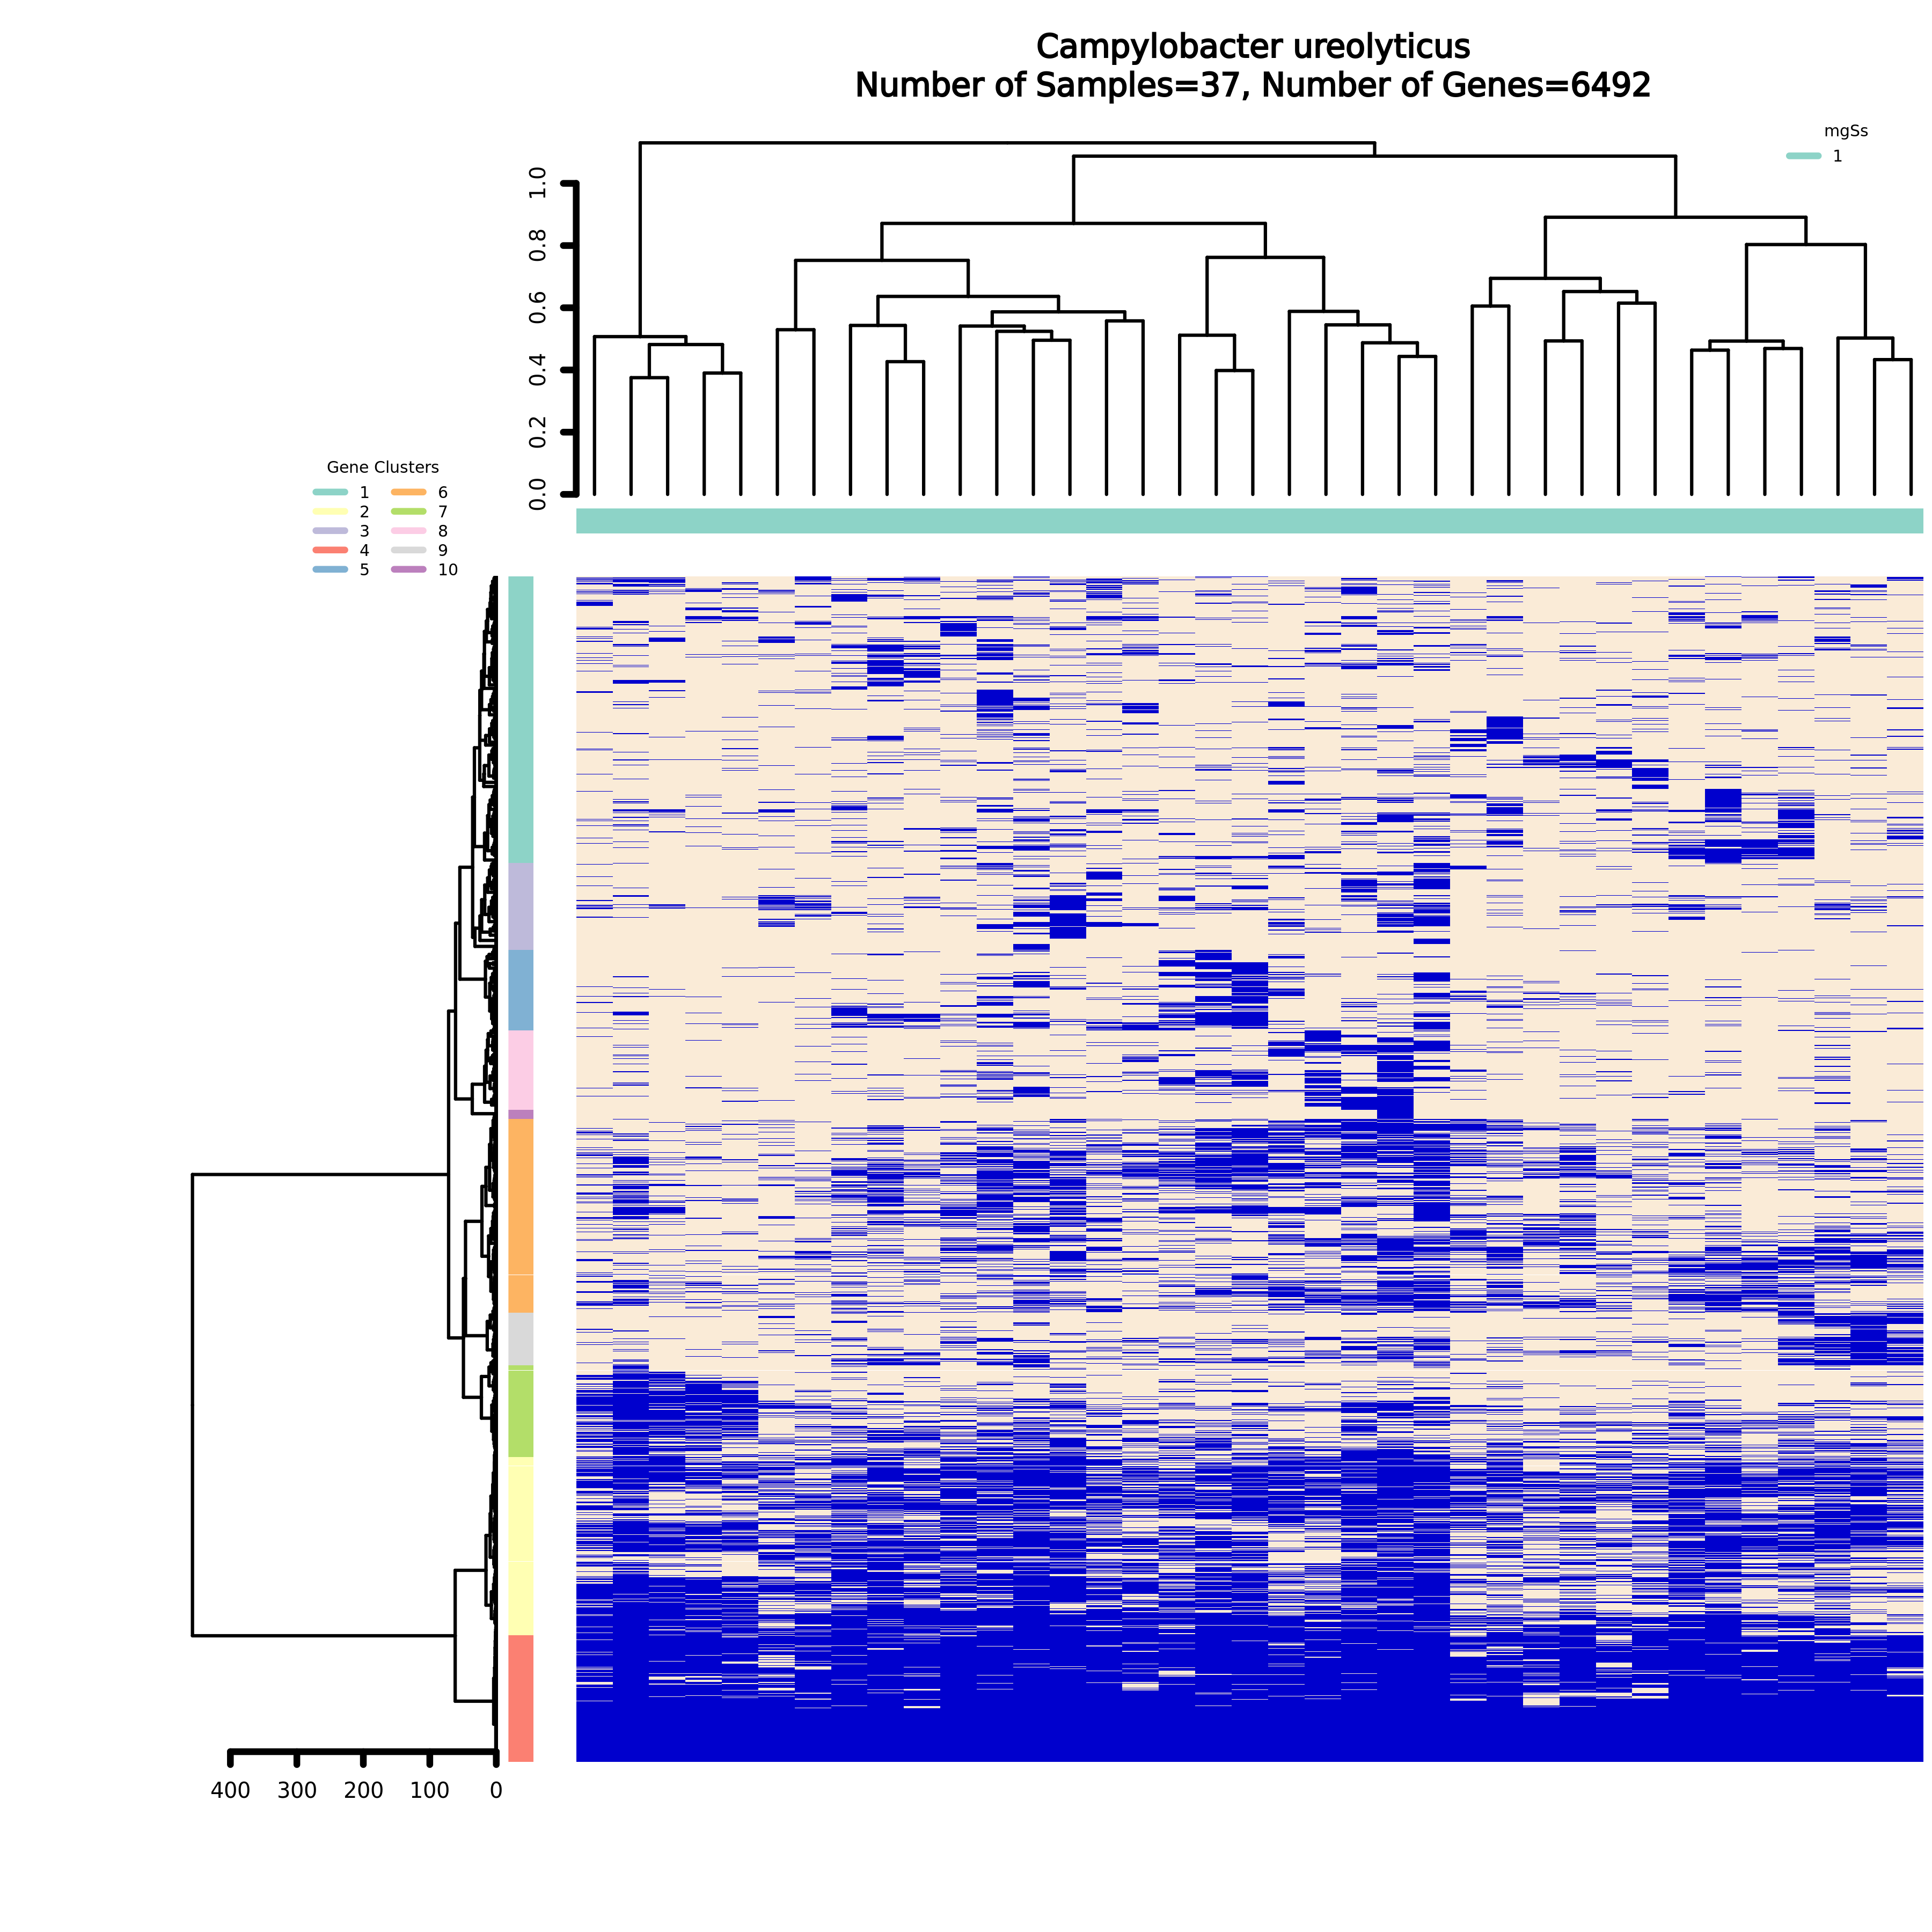 Campylobacter ureolyticus
Number of Samples=37, Number of Genes=6492
mgSs
1
1.0
0.8
0.6
0.4
0.2
0.0
Gene Clusters
1 6
2 7
3 8
4 9
5 10
400 300 200 100 0